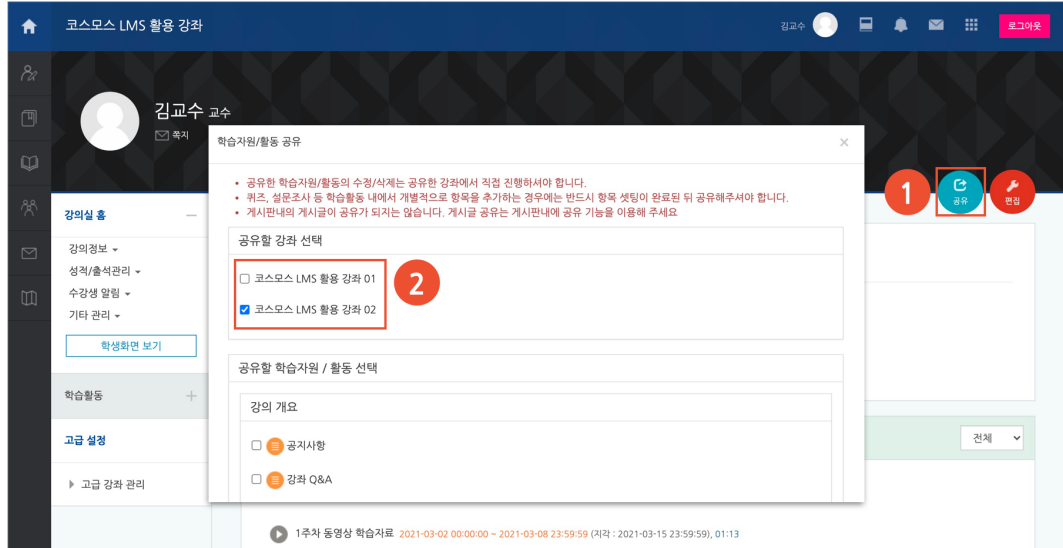 코스모스 LMS 활용 강좌
김교수
로그아웃
김교수 교수
쪽지
학습자원/활동 공유
×
• 공유한 학습자원/활동의 수정/삭제는 공유한 강좌에서 직접 진행하셔야 합니다.
• 퀴즈, 설문조사 등 학습활동 내에서 개별적으로 항목을 추가하는 경우에는 반드시 항목 셋팅이 완료된 뒤 공유해주셔야 합니다.
• 게시판내의 게시글이 공유가 되지는 않습니다. 게시글 공유는 게시판내에 공유 기능을 이용해 주세요
1
공유
편집
강의실 홈
강의정보
성적/출석관리
수강생 알림
기타 관리
학생화면 보기
학습활동
고급 설정
고급 강좌 관리
공유할 강좌 선택
코스모스 LMS 활용 강좌 01
코스모스 LMS 활용 강좌 02
2
공유할 학습자원 / 활동 선택
강의 개요
공지사항
강좌 Q&A
전체
1주차 동영상 학습자료 2021-03-02 00:00:00 ~ 2021-03-08 23:59:59 (지각 : 2021-03-15 23:59:59), 01:13